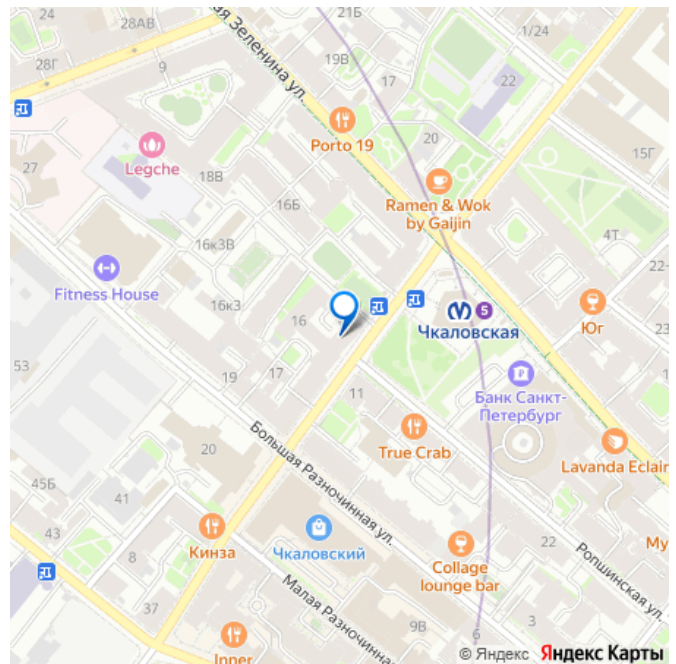 24
28АВ
21Б
1/24
28Г
9
19В
17
22
ая Зеленина ул.
20
Porto 19
15Г
Legche
27
18В
Ramen & Wok
by Gaijin
16Б
4Т
16к3В
22-
Fitness House
16к3
16
5
Чкаловская
Юг
23
53
19
17
11
Банк Санкт-
Петербург
True Crab
20
Большая Разночинная ул.
Lavanda Eclair
45Б
41
43
Кинза
Чкаловский
22
Му
8
Collage
lounge bar
Ропшинская ул.
37
Малая Разночинна
3
9В
6
Inner
© Яндекс Яндекс Карты